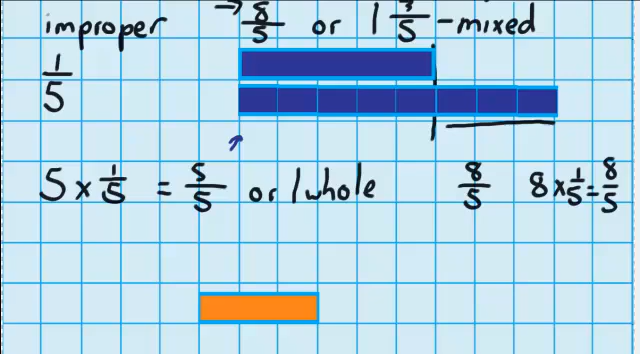 improper → 8/5 or 1 3/5 - mixed
1/5
5 × 1/5 = 5/5 or 1 whole 8/5 8 × 1/5 = 8/5